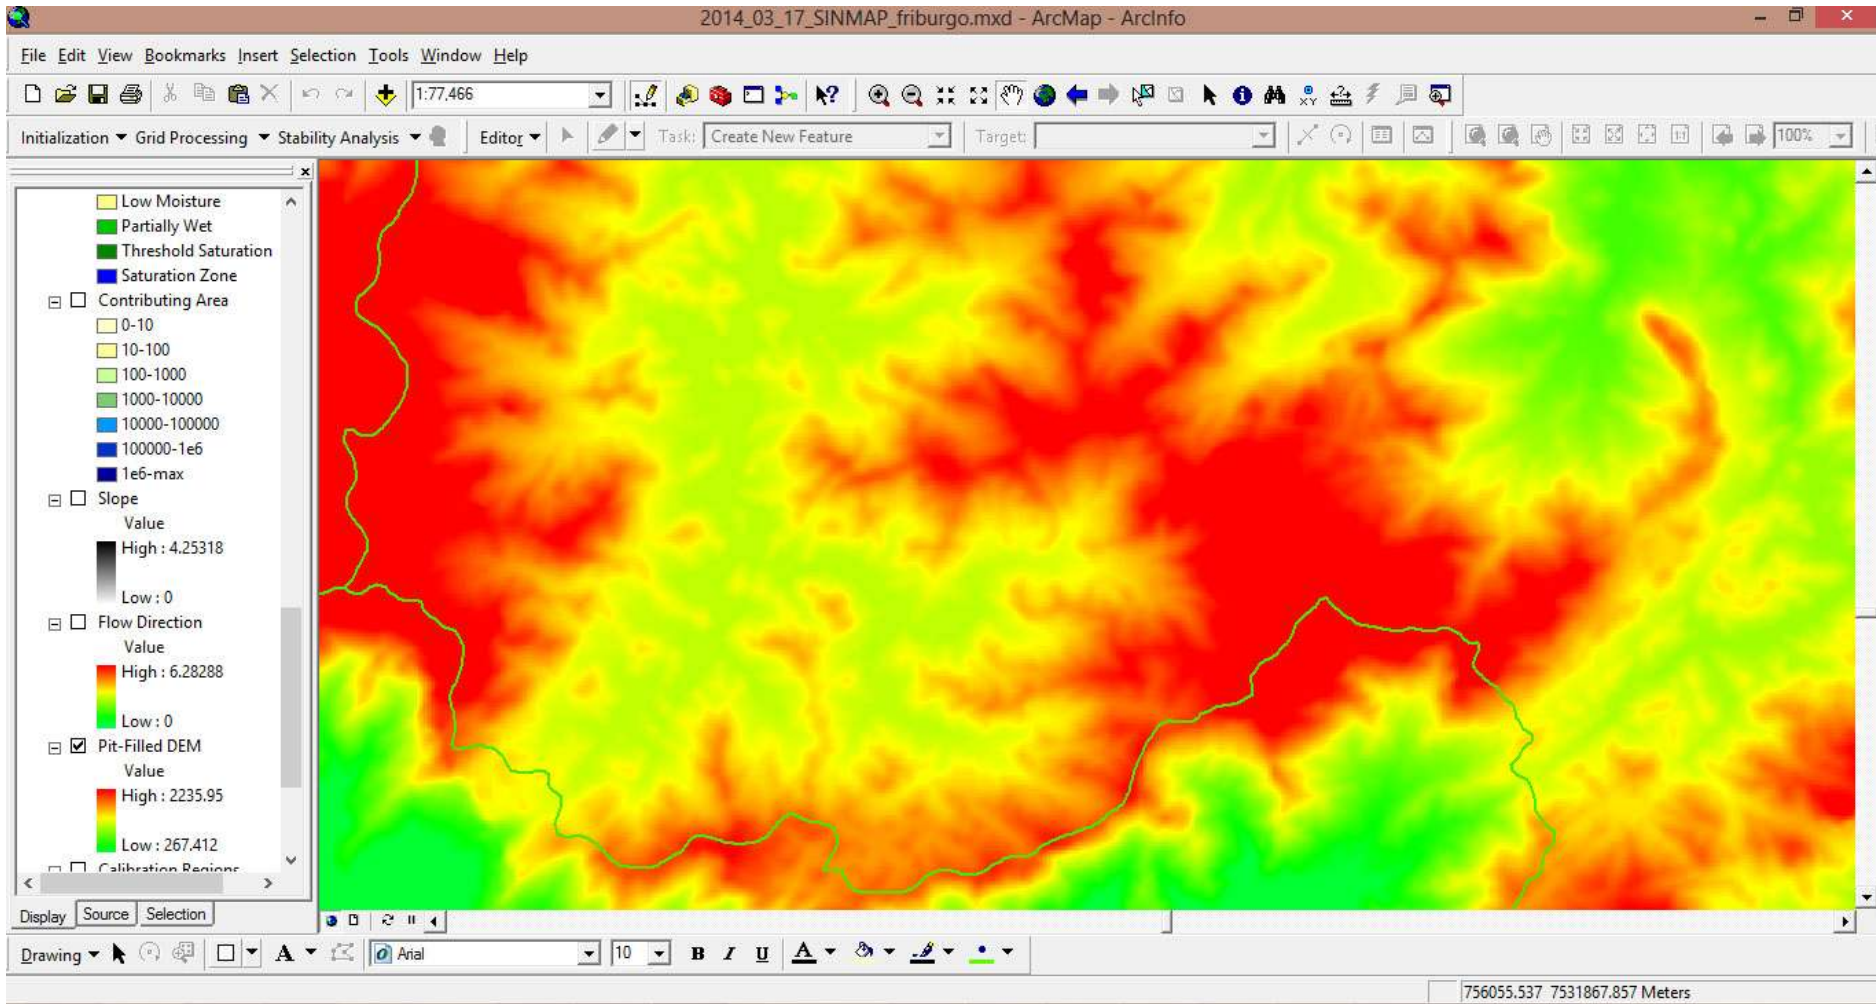 2014_03_17_SINMAP_friburgo.mxd - ArcMap - ArcInfo
File Edit View Bookmarks Insert Selection Tools Window Help
1:77,466
Initialization Grid Processing Stability Analysis Editor Task: Create New Feature Target: 100%
Low Moisture
Partially Wet
Threshold Saturation
Saturation Zone
Contributing Area
0-10
10-100
100-1000
1000-10000
10000-100000
100000-1e6
1e6-max
Slope
Value
High : 4.25318
Low : 0
Flow Direction
Value
High : 6.28288
Low : 0
Pit-Filled DEM
Value
High : 2235.95
Low : 267.412
Calibration Regions
Display Source Selection
Drawing A Arial 10 B I U A
756055.537 7531867.857 Meters